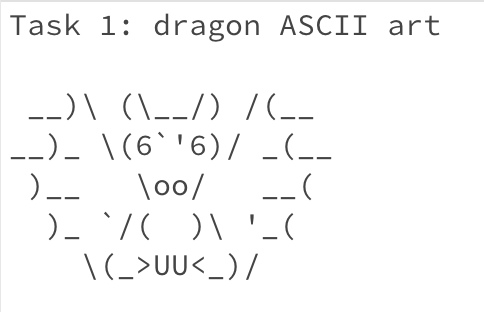 Task 1: dragon ASCII art

 __)\ (\__/) /(__
__)_ \(6`'6)/ _(__
 )__   \oo/   __(
  )_ `/(  )\ '_(
    \(_>UU<_)/